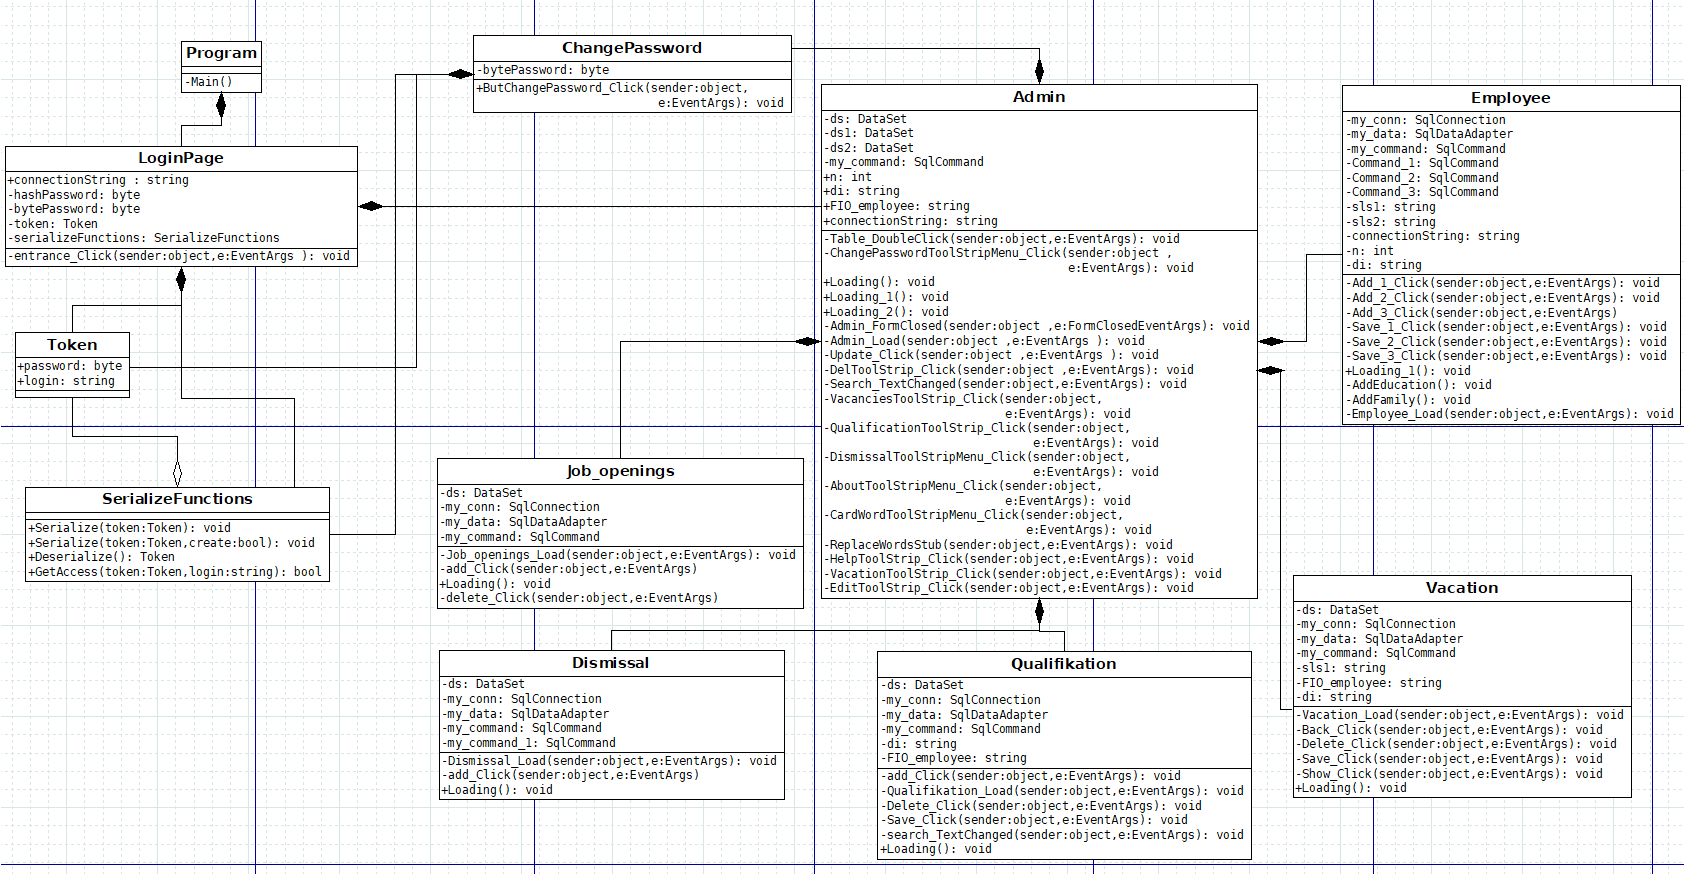 Program
-Main()
LoginPage
+connectionString : string
-hashPassword: byte
-bytePassword: byte
-token: Token
-serializeFunctions: SerializeFunctions
-entrance_Click(sender:object,e:EventArgs ): void
Token
+password: byte
+login: string
SerializeFunctions
+Serialize(token:Token): void
+Serialize(token:Token,create:bool): void
+Deserialize(): Token
+GetAccess(token:Token,login:string): bool
ChangePassword
-bytePassword: byte
+ButChangePassword_Click(sender:object,
e:EventArgs): void
Job_openings
-ds: DataSet
-my_conn: SqlConnection
-my_data: SqlDataAdapter
-my_command: SqlCommand
-Job_openings_Load(sender:object,e:EventArgs): void
-add_Click(sender:object,e:EventArgs)
+Loading(): void
-delete_Click(sender:object,e:EventArgs)
Dismissal
-ds: DataSet
-my_conn: SqlConnection
-my_data: SqlDataAdapter
-my_command: SqlCommand
-my_command_1: SqlCommand
-Dismissal_Load(sender:object,e:EventArgs): void
-add_Click(sender:object,e:EventArgs)
+Loading(): void
Admin
-ds: DataSet
-ds1: DataSet
-ds2: DataSet
-my_command: SqlCommand
+n: int
+di: string
+FIO_employee: string
+connectionString: string
-Table_DoubleClick(sender:object,e:EventArgs): void
-ChangePasswordToolStripMenu_Click(sender:object ,
e:EventArgs): void
+Loading(): void
+Loading_1(): void
+Loading_2(): void
-Admin_FormClosed(sender:object ,e:FormClosedEventArgs): void
-Admin_Load(sender:object ,e:EventArgs ): void
-Update_Click(sender:object ,e:EventArgs ): void
-DelToolStrip_Click(sender:object ,e:EventArgs): void
-Search_TextChanged(sender:object,e:EventArgs): void
-VacanciesToolStrip_Click(sender:object,
e:EventArgs): void
-QualificationToolStrip_Click(sender:object,
e:EventArgs): void
-DismissalToolStripMenu_Click(sender:object,
e:EventArgs): void
-AboutToolStripMenu_Click(sender:object,
e:EventArgs): void
-CardWordToolStripMenu_Click(sender:object,
e:EventArgs): void
-ReplaceWordsStub(sender:object,e:EventArgs): void
-HelpToolStrip_Click(sender:object,e:EventArgs): void
-VacationToolStrip_Click(sender:object,e:EventArgs): void
-EditToolStrip_Click(sender:object,e:EventArgs): void
Qualifikation
-ds: DataSet
-my_conn: SqlConnection
-my_data: SqlDataAdapter
-my_command: SqlCommand
-di: string
-FIO_employee: string
-add_Click(sender:object,e:EventArgs): void
-Qualifikation_Load(sender:object,e:EventArgs): void
-Delete_Click(sender:object,e:EventArgs): void
-Save_Click(sender:object,e:EventArgs): void
-search_TextChanged(sender:object,e:EventArgs): void
+Loading(): void
Employee
-my_conn: SqlConnection
-my_data: SqlDataAdapter
-my_command: SqlCommand
-Command_1: SqlCommand
-Command_2: SqlCommand
-Command_3: SqlCommand
-sls1: string
-sls2: string
-connectionString: string
-n: int
-di: string
-Add_1_Click(sender:object,e:EventArgs): void
-Add_2_Click(sender:object,e:EventArgs): void
-Add_3_Click(sender:object,e:EventArgs)
-Save_1_Click(sender:object,e:EventArgs): void
-Save_2_Click(sender:object,e:EventArgs): void
-Save_3_Click(sender:object,e:EventArgs): void
+Loading_1(): void
-AddEducation(): void
-AddFamily(): void
-Employee_Load(sender:object,e:EventArgs): void
Vacation
-ds: DataSet
-my_conn: SqlConnection
-my_data: SqlDataAdapter
-my_command: SqlCommand
-sls1: string
-FIO_employee: string
-di: string
-Vacation_Load(sender:object,e:EventArgs): void
-Back_Click(sender:object,e:EventArgs): void
-Delete_Click(sender:object,e:EventArgs): void
-Save_Click(sender:object,e:EventArgs): void
-Show_Click(sender:object,e:EventArgs): void
+Loading(): void